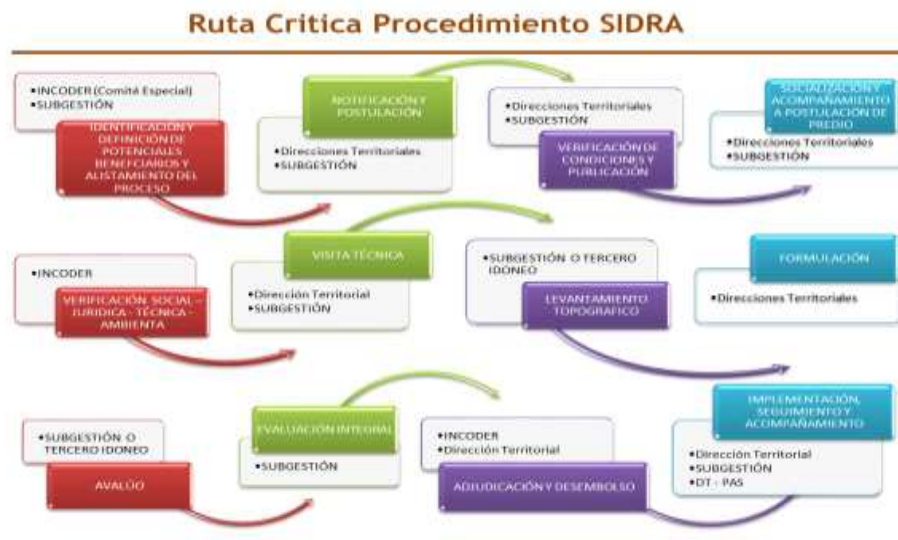 Ruta Critica Procedimiento SIDRA
•INCODER (Comité Especial)
•SUBGESTIÓN
IDENTIFICACIÓN Y
DEFINICIÓN DE
POTENCIALES
BENEFICIARIOS Y
ALISTAMIENTO DEL
PROCESO
NOTIFICACIÓN Y
POSTULACIÓN
•Direcciones Territoriales
•SUBGESTIÓN
•Direcciones Territoriales
•SUBGESTIÓN
VERIFICACIÓN DE
CONDICIONES Y
PUBLICACIÓN
SOCIALIZACIÓN Y
ACOMPAÑAMIENTO
A POSTULACIÓN DE
PREDIO
•Direcciones Territoriales
•SUBGESTIÓN
•INCODER
VERIFICACIÓN SOCIAL –
JURIDICA - TÉCNICA -
AMBIENTA
VISITA TÉCNICA
•Dirección Territorial
•SUBGESTIÓN
•SUBGESTIÓN O TERCERO
IDONEO
LEVANTAMIENTO
TOPOGRAFICO
FORMULACIÓN
•Direcciones Territoriales
•SUBGESTIÓN O
TERCERO IDONEO
AVALÚO
EVALUACIÓN INTEGRAL
•SUBGESTIÓN
•INCODER
•Dirección Territorial
ADJUDICACIÓN Y DESEMBOLSO
IMPLEMENTACIÓN,
SEGUIMIENTO Y
ACOMPAÑAMIENTO
•Dirección Territorial
•SUBGESTIÓN
•DT - PAS